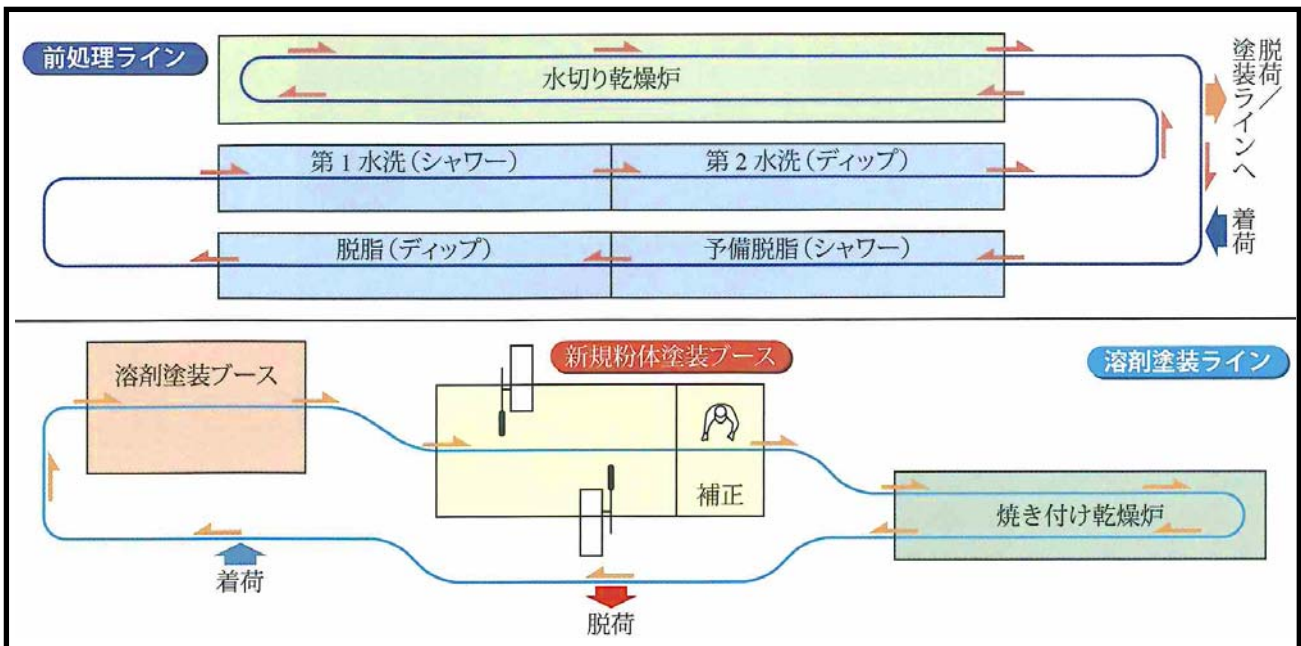 前処理ライン
水切り乾燥炉
脱荷／
塗装ラインへ
第1水洗(シャワー)
第2水洗(ディップ)
着荷
脱脂(ディップ)
予備脱脂(シャワー)
新規粉体塗装ブース
溶剤塗装ライン
溶剤塗装ブース
補正
焼き付け乾燥炉
着荷
脱荷